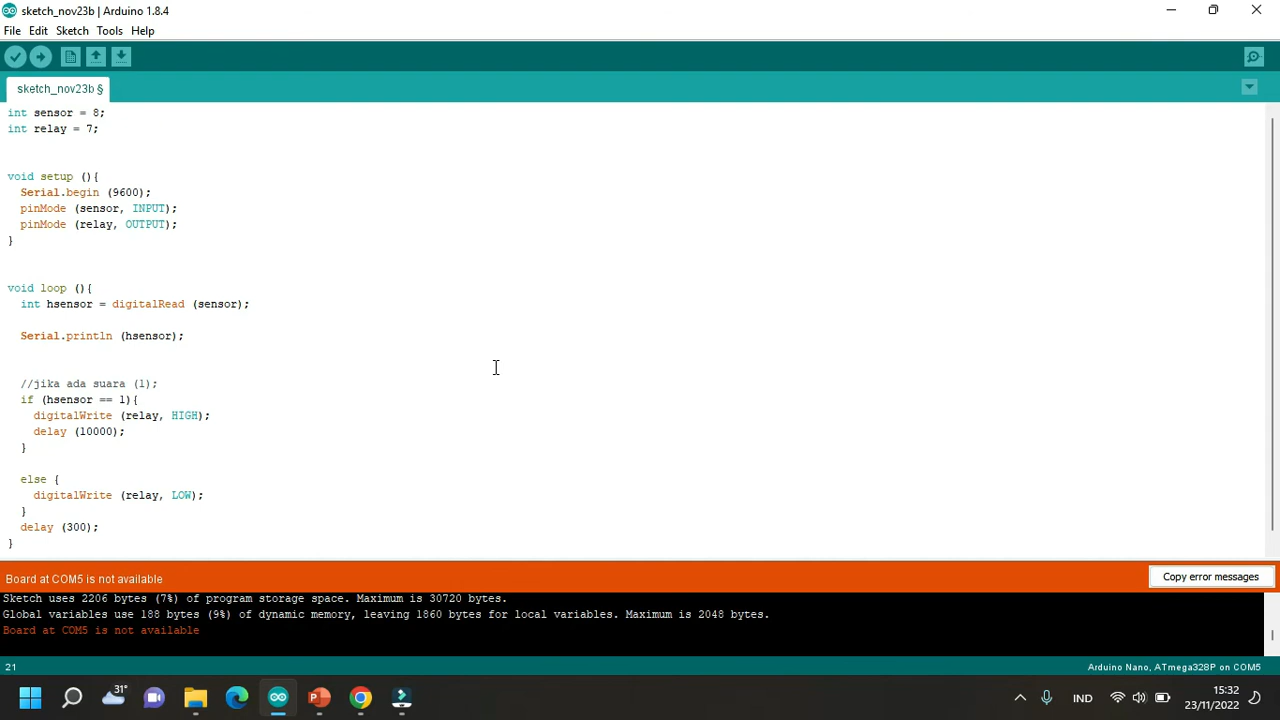 sketch_nov23b | Arduino 1.8.4
File Edit Sketch Tools Help
sketch_nov23b §
int sensor = 8;
int relay = 7;
void setup (){
Serial.begin (9600);
pinMode (sensor, INPUT);
pinMode (relay, OUTPUT);
}
void loop (){
int hsensor = digitalRead (sensor);
Serial.println (hsensor);
//jika ada suara (1);
if (hsensor == 1){
digitalWrite (relay, HIGH);
delay (10000);
}
else {
digitalWrite (relay, LOW);
}
delay (300);
}
Board at COM5 is not available
Copy error messages
Sketch uses 2206 bytes (7%) of program storage space. Maximum is 30720 bytes.
Global variables use 188 bytes (9%) of dynamic memory, leaving 1860 bytes for local variables. Maximum is 2048 bytes.
Board at COM5 is not available
21
Arduino Nano, ATmega328P on COM5
31°
IND
15:32
23/11/2022